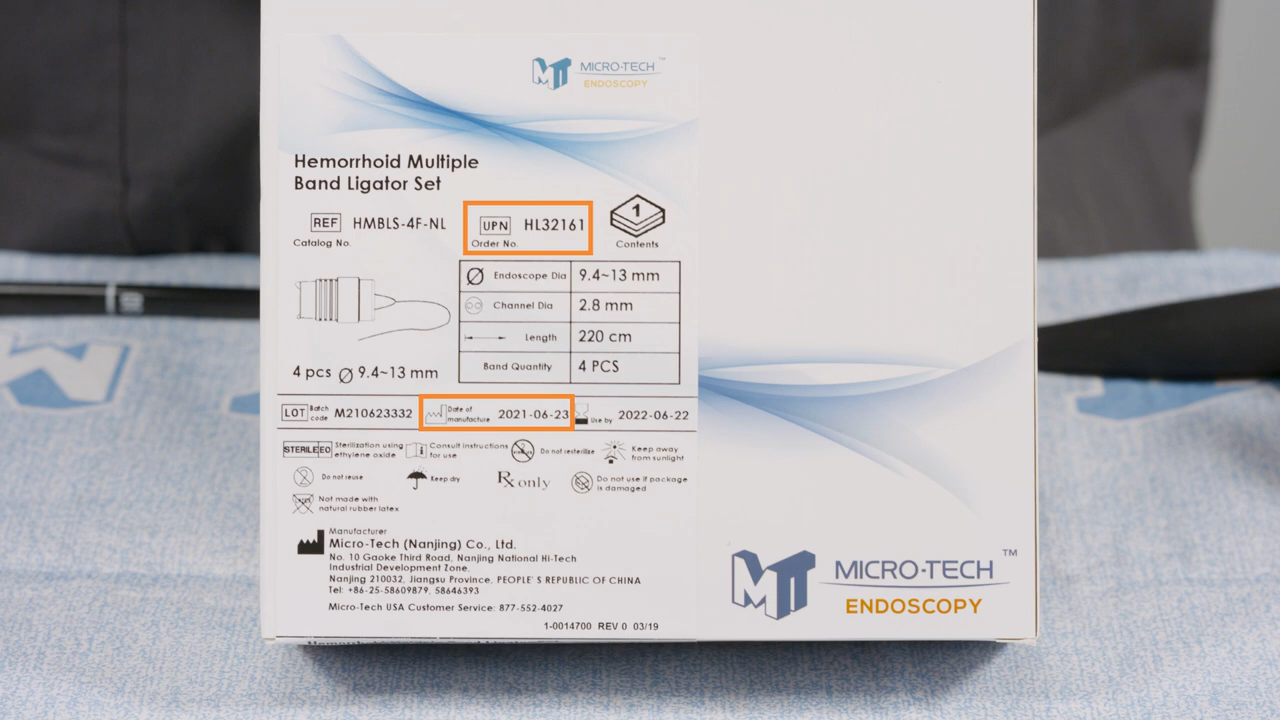 MICRO-TECH™
ENDOSCOPY
Hemorrhoid Multiple
Band Ligator Set
REF HMBLS-4F-NL
Catalog No.
UPN HL32161
Order No.
1
Contents
Endoscope Dia 9.4~13 mm
Channel Dia 2.8 mm
Length 220 cm
Band Quantity 4 PCS
4 pcs Ø 9.4~13 mm
LOT Batch code M210623332 Date of manufacture 2021-06-23 Use by 2022-06-22
STERILE EO Sterilization using ethylene oxide
Consult instructions for use
Do not resterilize
Keep away from sunlight
Do not reuse
Keep dry
Rx only
Do not use if package is damaged
Not made with natural rubber latex
Manufacturer
Micro-Tech (Nanjing) Co., Ltd.
No. 10 Gaoke Third Road, Nanjing National Hi-Tech
Industrial Development Zone,
Nanjing 210032, Jiangsu Province, PEOPLE'S REPUBLIC OF CHINA
Tel: +86-25-58609879, 58646393
Micro-Tech USA Customer Service: 877-552-4027
1-0014700 REV 0 03/19
MICRO-TECH™
ENDOSCOPY